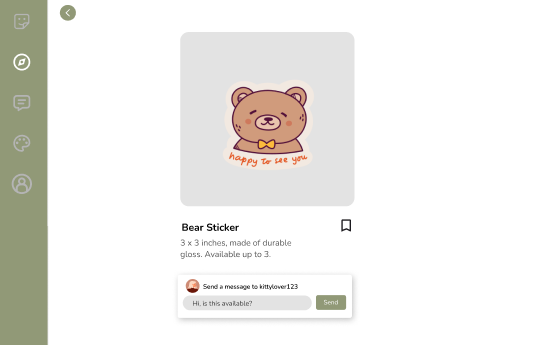 happy to see you
Bear Sticker
3 x 3 inches, made of durable
gloss. Available up to 3.
Send a message to kittylover123
Hi, is this available?
Send